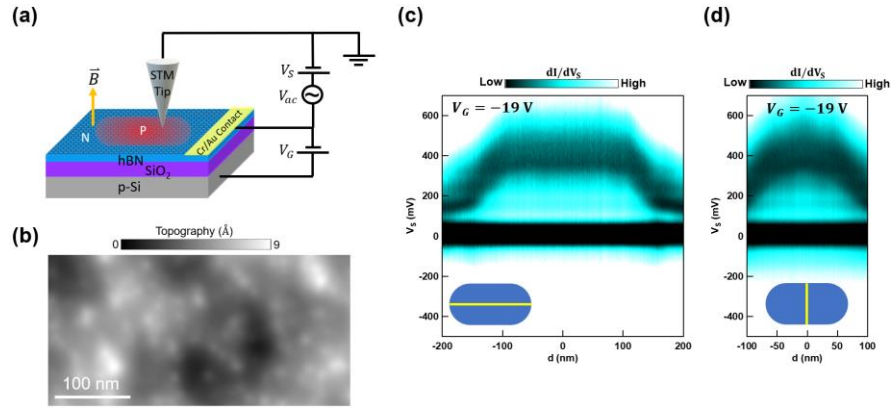 (a)
B
STM
Tip
N
P
Cr/Au Contact
hBN
SiO₂
p-Si
V_S
V_ac
V_G
(b)
Topography (Å)
0
9
100 nm
(c)
dI/dV_S
Low
High
V_G = −19 V
600
400
200
0
-200
-400
V_S (mV)
-200
-100
0
100
200
d (nm)
(d)
dI/dV_S
Low
High
V_G = −19 V
600
400
200
0
-200
-400
V_S (mV)
-100
-50
0
50
100
d (nm)